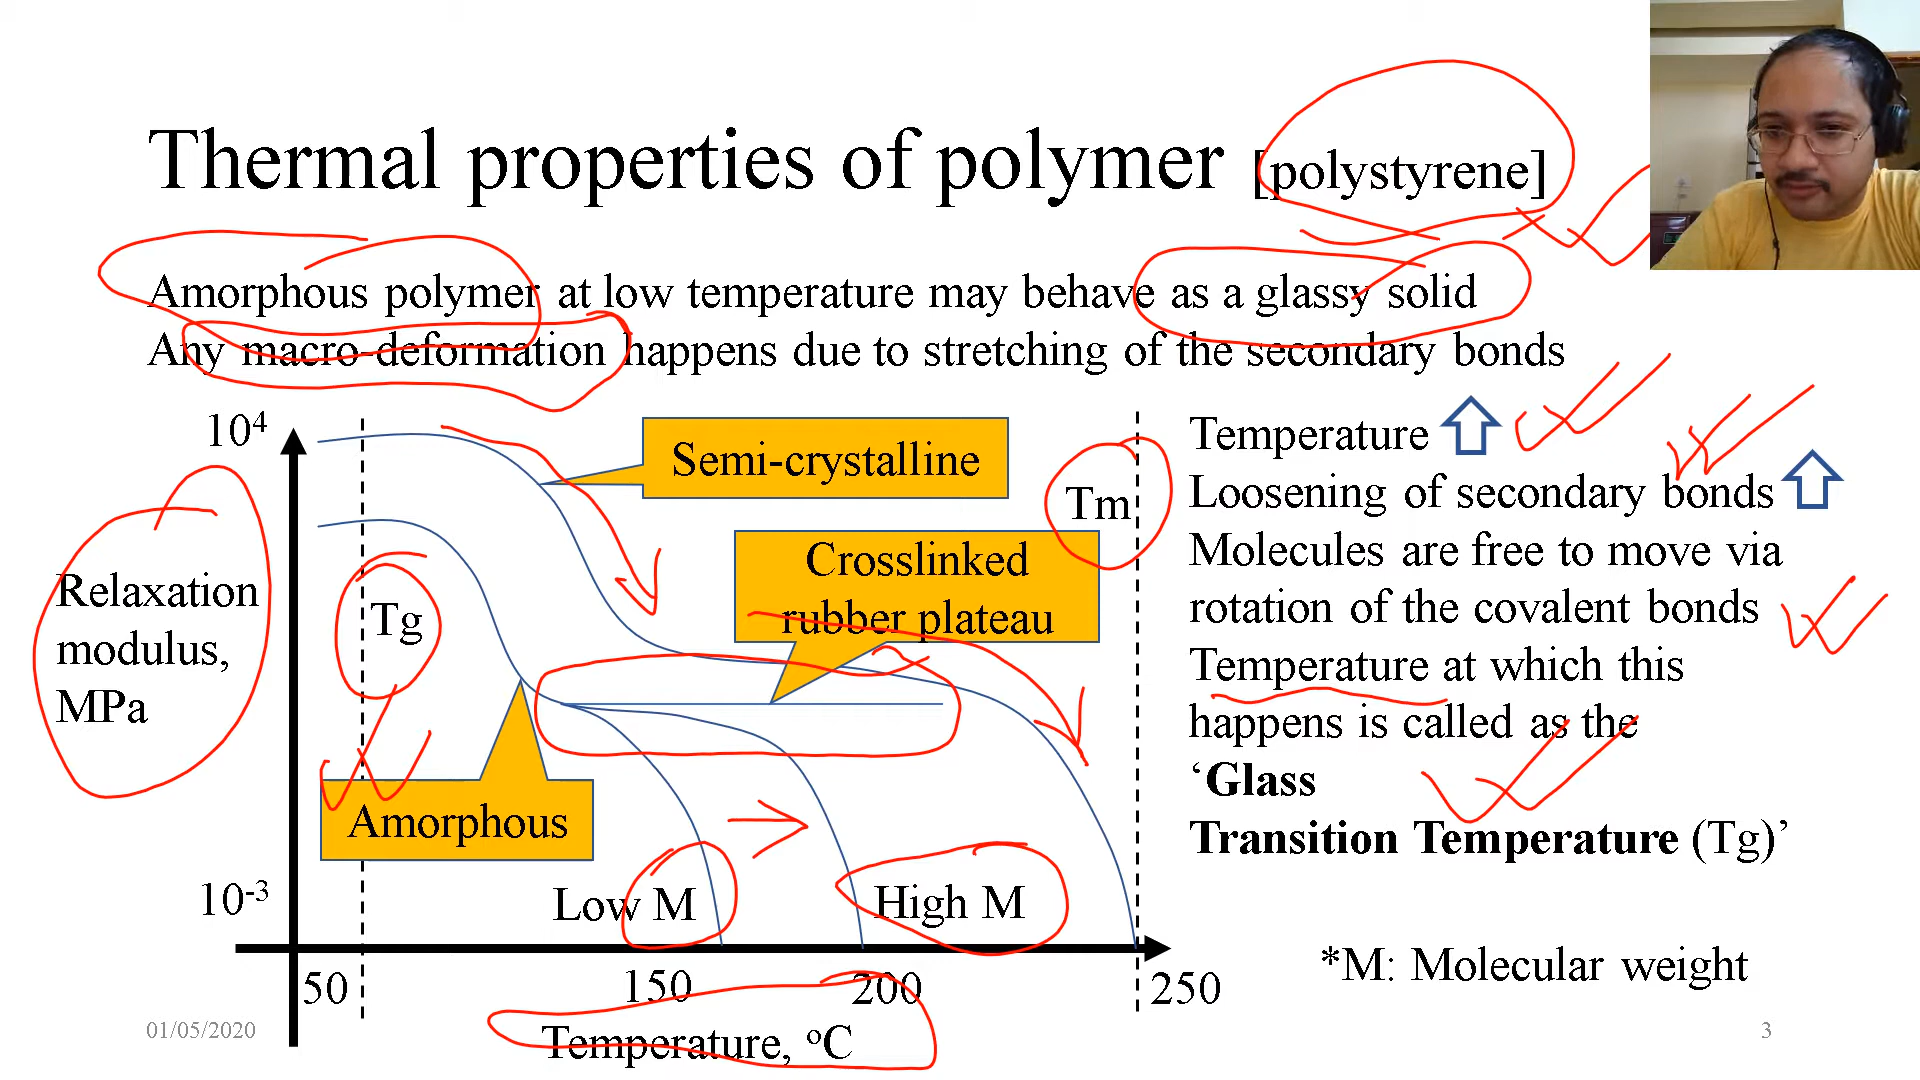 Thermal properties of polymer [polystyrene]
Amorphous polymer at low temperature may behave as a glassy solid
Any macro-deformation happens due to stretching of the secondary bonds
10⁴
Semi-crystalline
Tm
Crosslinked
rubber plateau
Relaxation
modulus,
MPa
Tg
Amorphous
Low M
High M
10⁻³
50
150
200
250
Temperature, ᵒC
Temperature
Loosening of secondary bonds
Molecules are free to move via
rotation of the covalent bonds
Temperature at which this
happens is called as the
‘Glass
Transition Temperature (Tg)’
*M: Molecular weight
01/05/2020
3